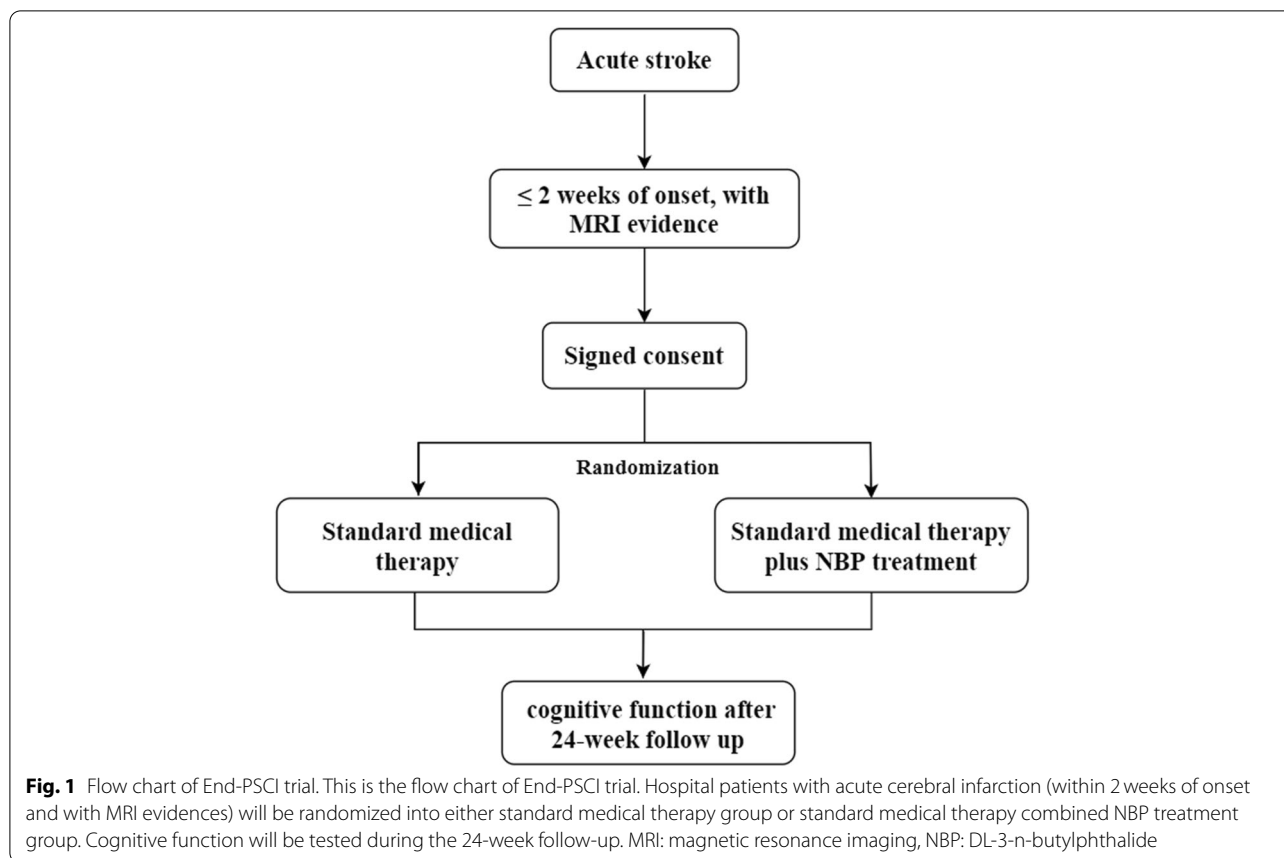 Acute stroke
≤ 2 weeks of onset, with
MRI evidence
Signed consent
Randomization
Standard medical
therapy
Standard medical therapy
plus NBP treatment
cognitive function after
24-week follow up
Fig. 1 Flow chart of End-PSCI trial. This is the flow chart of End-PSCI trial. Hospital patients with acute cerebral infarction (within 2 weeks of onset
and with MRI evidences) will be randomized into either standard medical therapy group or standard medical therapy combined NBP treatment
group. Cognitive function will be tested during the 24-week follow-up. MRI: magnetic resonance imaging, NBP: DL-3-n-butylphthalide